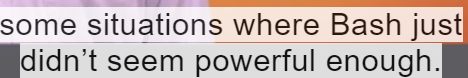 some situations where Bash just
didn’t seem powerful enough.